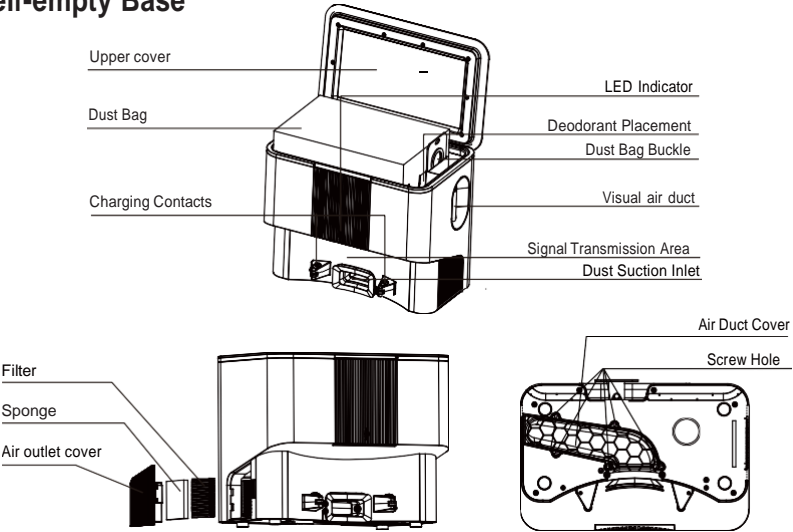 elf-empty Base
Upper cover
LED Indicator
Dust Bag
Deodorant Placement
Dust Bag Buckle
Charging Contacts
Visual air duct
Signal Transmission Area
Dust Suction Inlet
Air Duct Cover
Screw Hole
Filter
Sponge
Air outlet cover